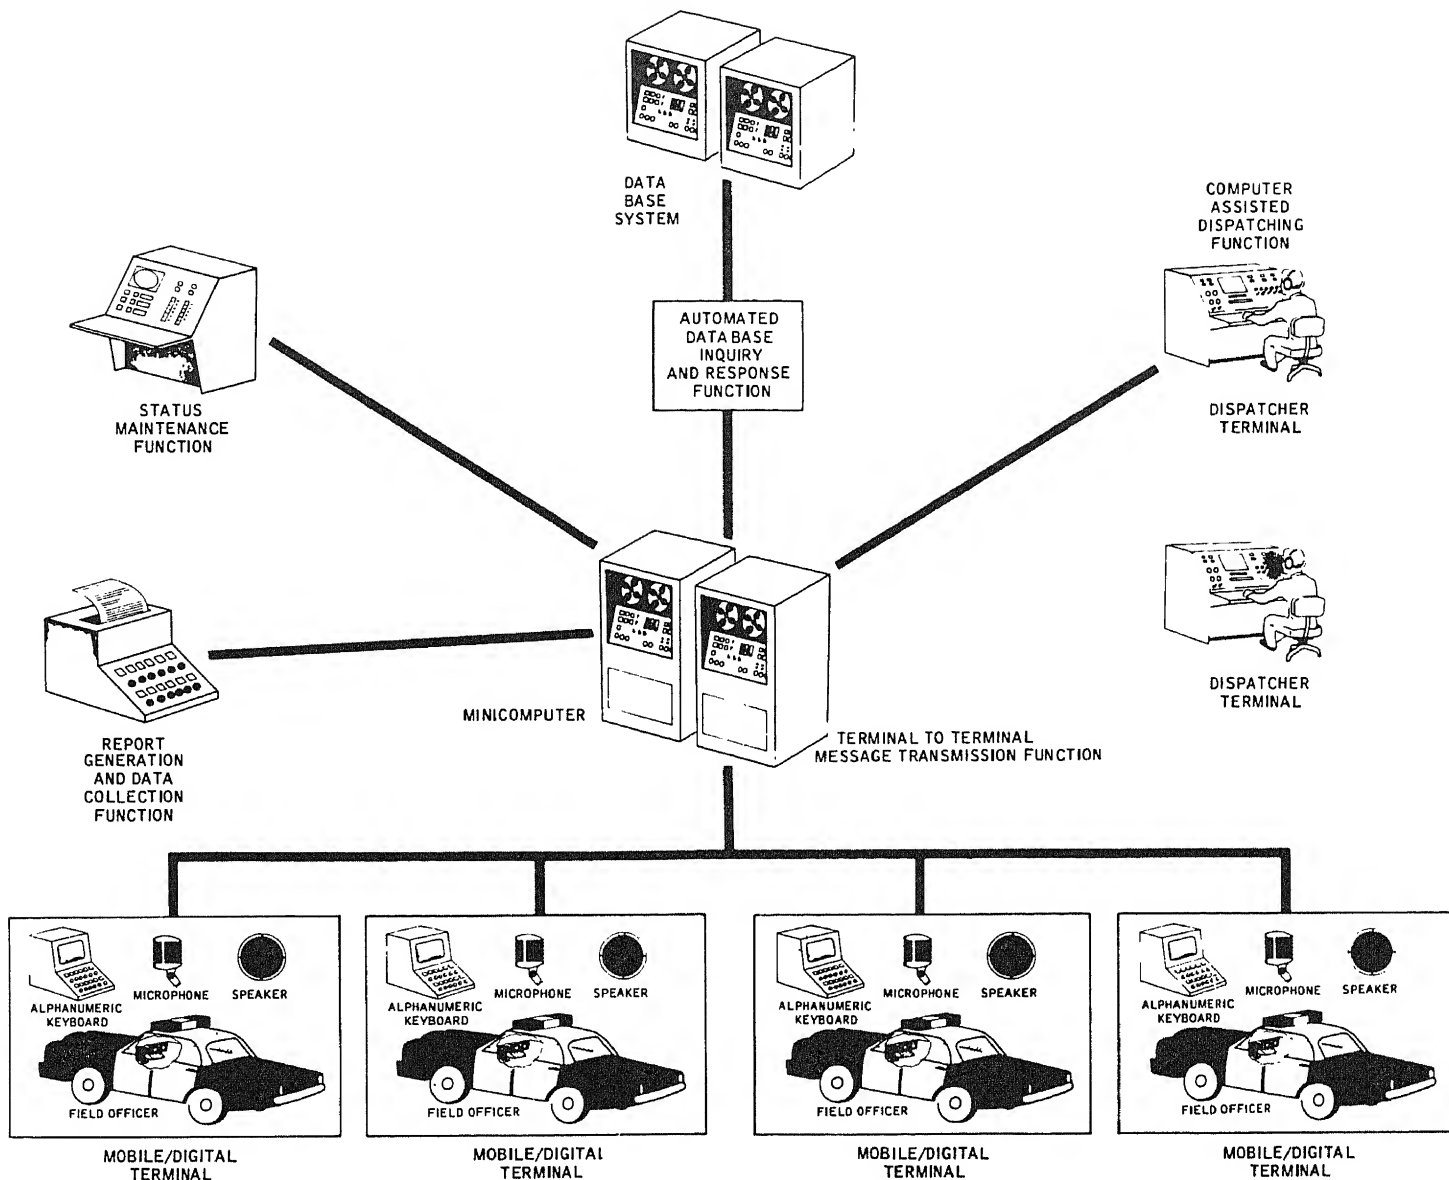 DATA
BASE
SYSTEM
COMPUTER
ASSISTED
DISPATCHING
FUNCTION
AUTOMATED
DATA BASE
INQUIRY
AND RESPONSE
FUNCTION
STATUS
MAINTENANCE
FUNCTION
DISPATCHER
TERMINAL
DISPATCHER
TERMINAL
MINICOMPUTER
TERMINAL TO TERMINAL
MESSAGE TRANSMISSION FUNCTION
REPORT
GENERATION
AND DATA
COLLECTION
FUNCTION
ALPHANUMERIC
KEYBOARD
MICROPHONE
SPEAKER
FIELD OFFICER
MOBILE/DIGITAL
TERMINAL
ALPHANUMERIC
KEYBOARD
MICROPHONE
SPEAKER
FIELD OFFICER
MOBILE/DIGITAL
TERMINAL
ALPHANUMERIC
KEYBOARD
MICROPHONE
SPEAKER
FIELD OFFICER
MOBILE/DIGITAL
TERMINAL
ALPHANUMERIC
KEYBOARD
MICROPHONE
SPEAKER
FIELD OFFICER
MOBILE/DIGITAL
TERMINAL